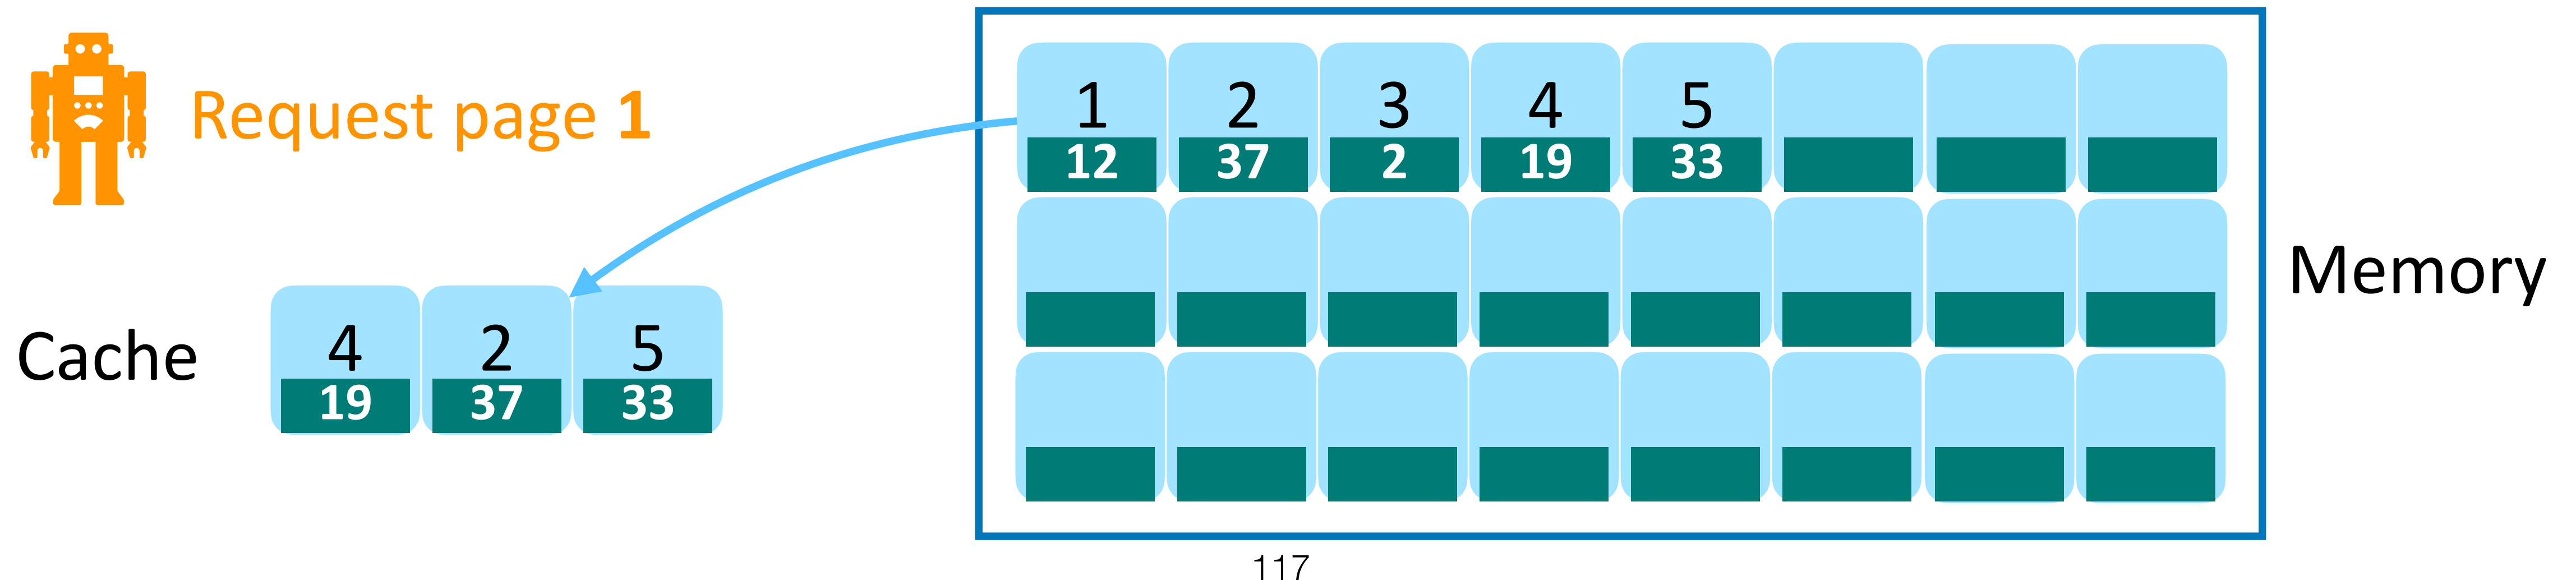 Request page 1
1 2 3 4 5
12 37 2 19 33
Memory
Cache
4 2 5
19 37 33
117